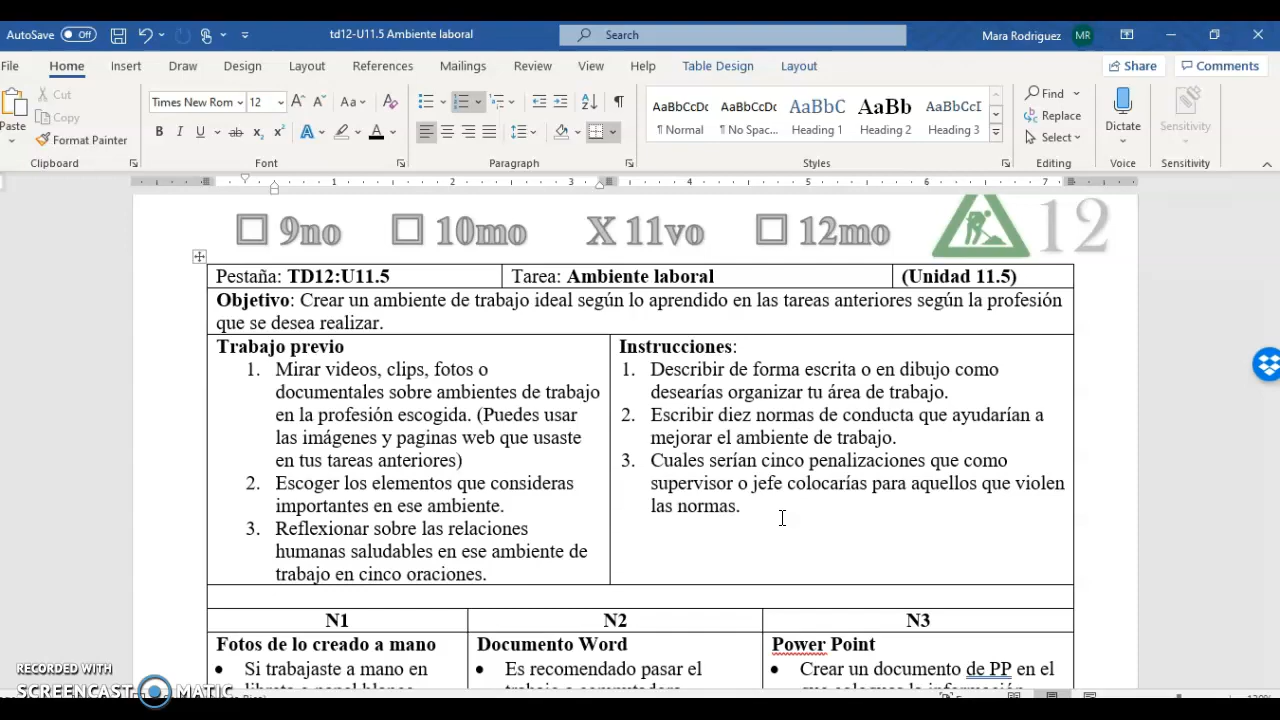 AutoSave Off td12-U11.5 Ambiente laboral Search Mara Rodriguez MR
File Home Insert Draw Design Layout References Mailings Review View Help Table Design Layout Share Comments
Paste Cut Copy Format Painter
Times New Rom 12 Aa
AaBbCcDc AaBbCcDc AaBbC AaBb AaBbCcI
¶ Normal ¶ No Spac... Heading 1 Heading 2 Heading 3
Find Replace Select Dictate Sensitivity
Clipboard Font Paragraph Styles Editing Voice Sensitivity
1 1 2 3 4 5 6 7
9no 10mo X 11vo 12mo 12
Pestaña: TD12:U11.5 Tarea: Ambiente laboral (Unidad 11.5)
Objetivo: Crear un ambiente de trabajo ideal según lo aprendido en las tareas anteriores según la profesión
que se desea realizar.
Trabajo previo
1. Mirar videos, clips, fotos o
documentales sobre ambientes de trabajo
en la profesión escogida. (Puedes usar
las imágenes y paginas web que usaste
en tus tareas anteriores)
2. Escoger los elementos que consideras
importantes en ese ambiente.
3. Reflexionar sobre las relaciones
humanas saludables en ese ambiente de
trabajo en cinco oraciones.
Instrucciones:
1. Describir de forma escrita o en dibujo como
desearías organizar tu área de trabajo.
2. Escribir diez normas de conducta que ayudarían a
mejorar el ambiente de trabajo.
3. Cuales serían cinco penalizaciones que como
supervisor o jefe colocarías para aquellos que violen
las normas.
N1 N2 N3
Fotos de lo creado a mano
• Si trabajaste a mano en
Documento Word
• Es recomendado pasar el
Power Point
• Crear un documento de PP en el
RECORDED WITH
SCREENCAST MATIC